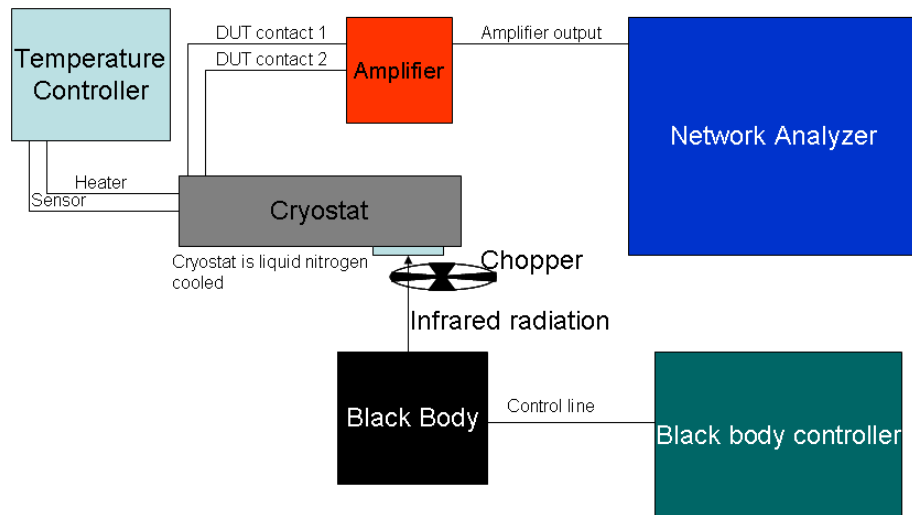 Temperature
Controller
DUT contact 1
DUT contact 2
Amplifier
Amplifier output
Network Analyzer
Heater
Sensor
Cryostat
Cryostat is liquid nitrogen
cooled
Chopper
Infrared radiation
Black Body
Control line
Black body controller